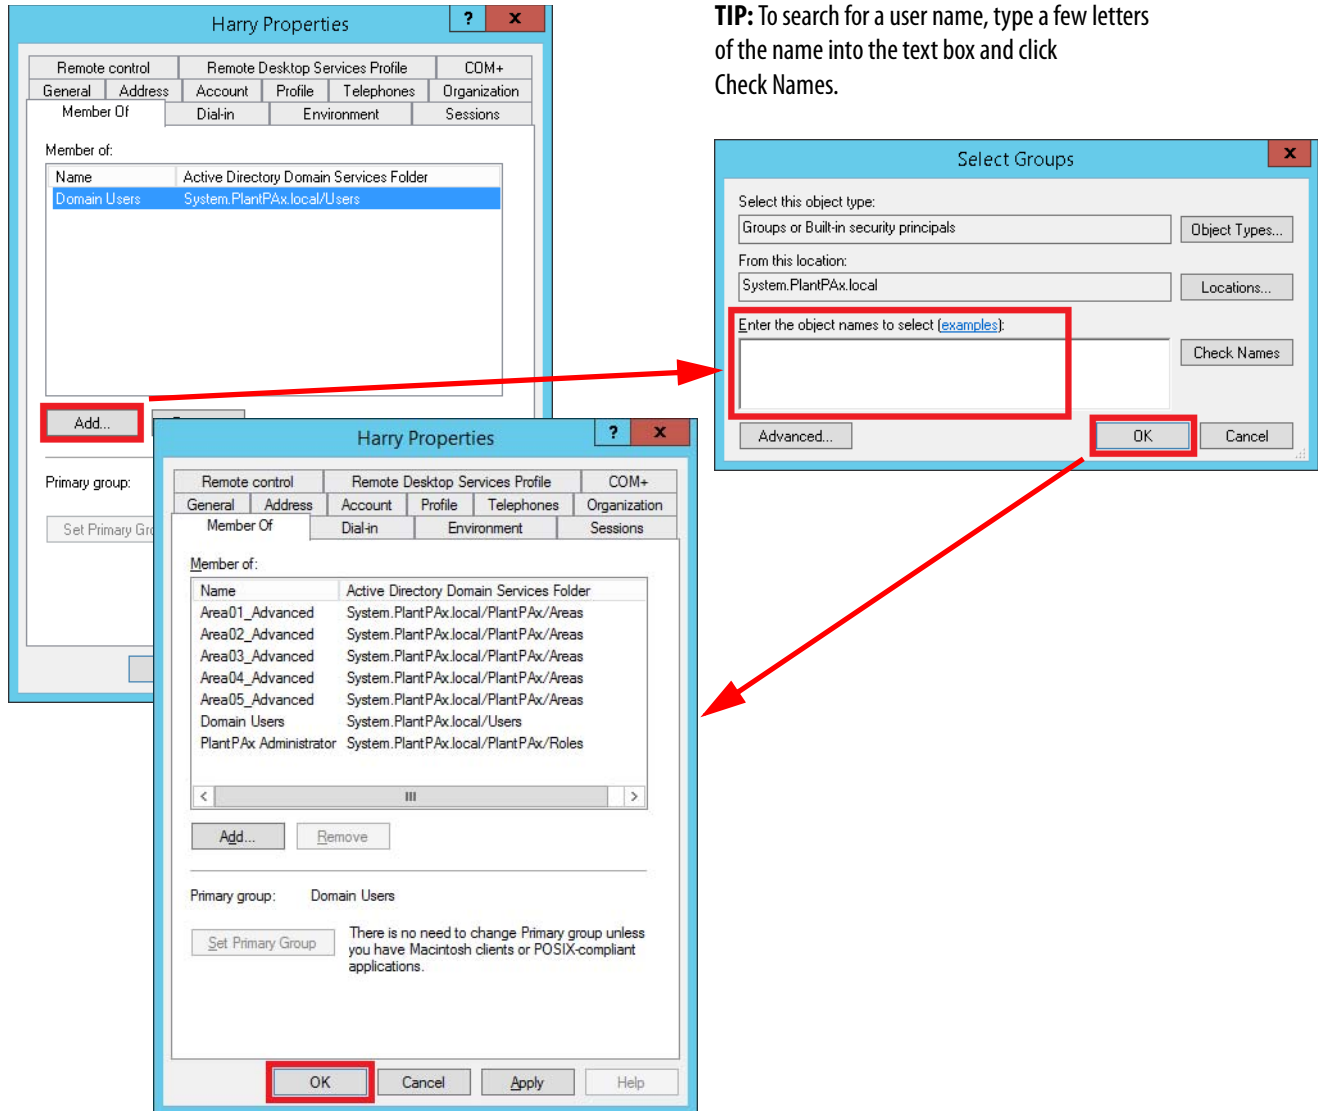 TIP: To search for a user name, type a few letters
of the name into the text box and click
Check Names.
Harry Properties
?
x
Remote control
Remote Desktop Services Profile
COM+
General
Address
Account
Profile
Telephones
Organization
Member Of
Dial-in
Environment
Sessions
Member of:
Name
Active Directory Domain Services Folder
Domain Users
System.PlantPAx.local/Users
Add...
Primary group:
Set Primary Gro
Select Groups
x
Select this object type:
Groups or Built-in security principals
Object Types...
From this location:
System.PlantPAx.local
Locations...
Enter the object names to select (examples):
Check Names
Advanced...
OK
Cancel
Harry Properties
?
x
Remote control
Remote Desktop Services Profile
COM+
General
Address
Account
Profile
Telephones
Organization
Member Of
Dial-in
Environment
Sessions
Member of:
Name
Active Directory Domain Services Folder
Area01_Advanced
System.PlantPAx.local/PlantPAx/Areas
Area02_Advanced
System.PlantPAx.local/PlantPAx/Areas
Area03_Advanced
System.PlantPAx.local/PlantPAx/Areas
Area04_Advanced
System.PlantPAx.local/PlantPAx/Areas
Area05_Advanced
System.PlantPAx.local/PlantPAx/Areas
Domain Users
System.PlantPAx.local/Users
PlantPAx Administrator
System.PlantPAx.local/PlantPAx/Roles
Add...
Remove
Primary group:
Domain Users
Set Primary Group
There is no need to change Primary group unless
you have Macintosh clients or POSIX-compliant
applications.
OK
Cancel
Apply
Help